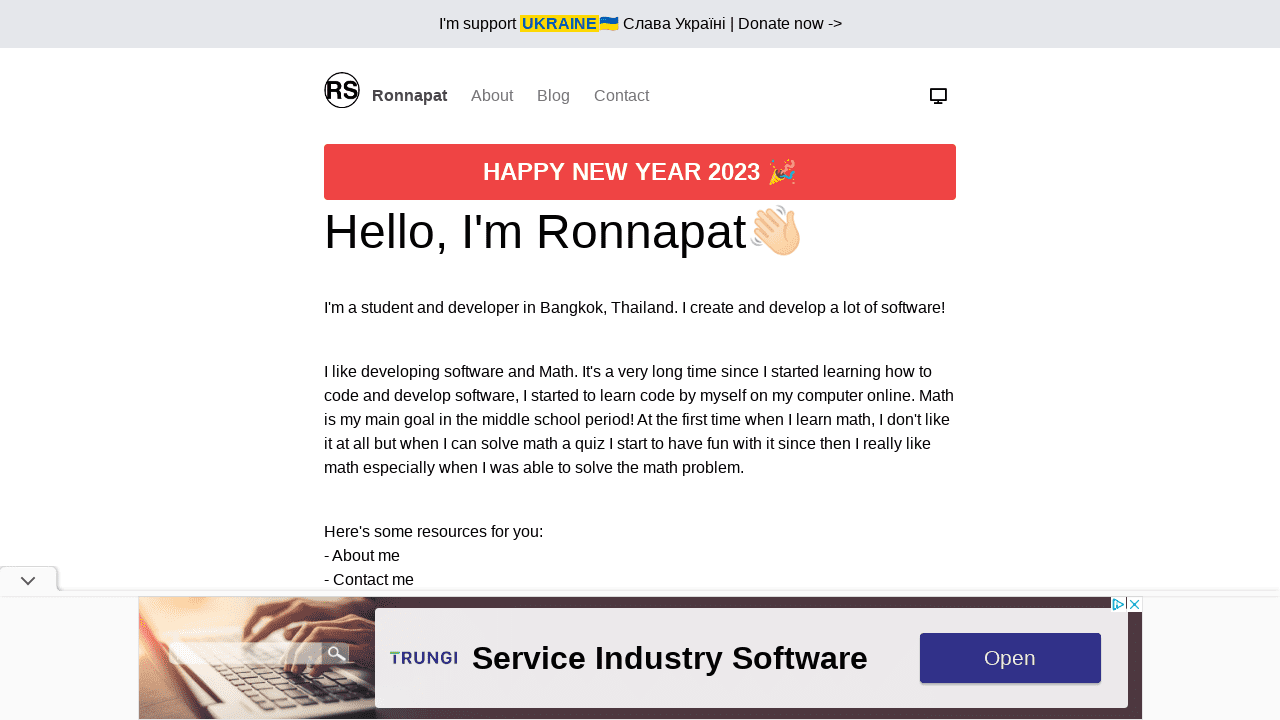 I'm support UKRAINE🇺🇦 Слава Україні | Donate now ->
RS Ronnapat About Blog Contact
HAPPY NEW YEAR 2023 🎉
Hello, I'm Ronnapat👋🏻
I'm a student and developer in Bangkok, Thailand. I create and develop a lot of software!
I like developing software and Math. It's a very long time since I started learning how to
code and develop software, I started to learn code by myself on my computer online. Math
is my main goal in the middle school period! At the first time when I learn math, I don't like
it at all but when I can solve math a quiz I start to have fun with it since then I really like
math especially when I was able to solve the math problem.
Here's some resources for you:
- About me
- Contact me
TRUNGI Service Industry Software Open